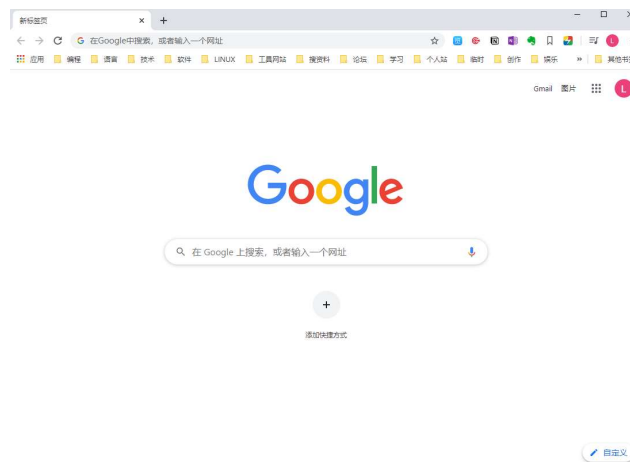 新标签页
在Google中搜索，或者输入一个网址
应用 编程 语言 技术 软件 LINUX 工具网站 搜资料 论坛 学习 个人站 临时 创作 娱乐 » 其他书
Gmail 图片 L
Google
在 Google 上搜索，或者输入一个网址
添加快捷方式
自定义